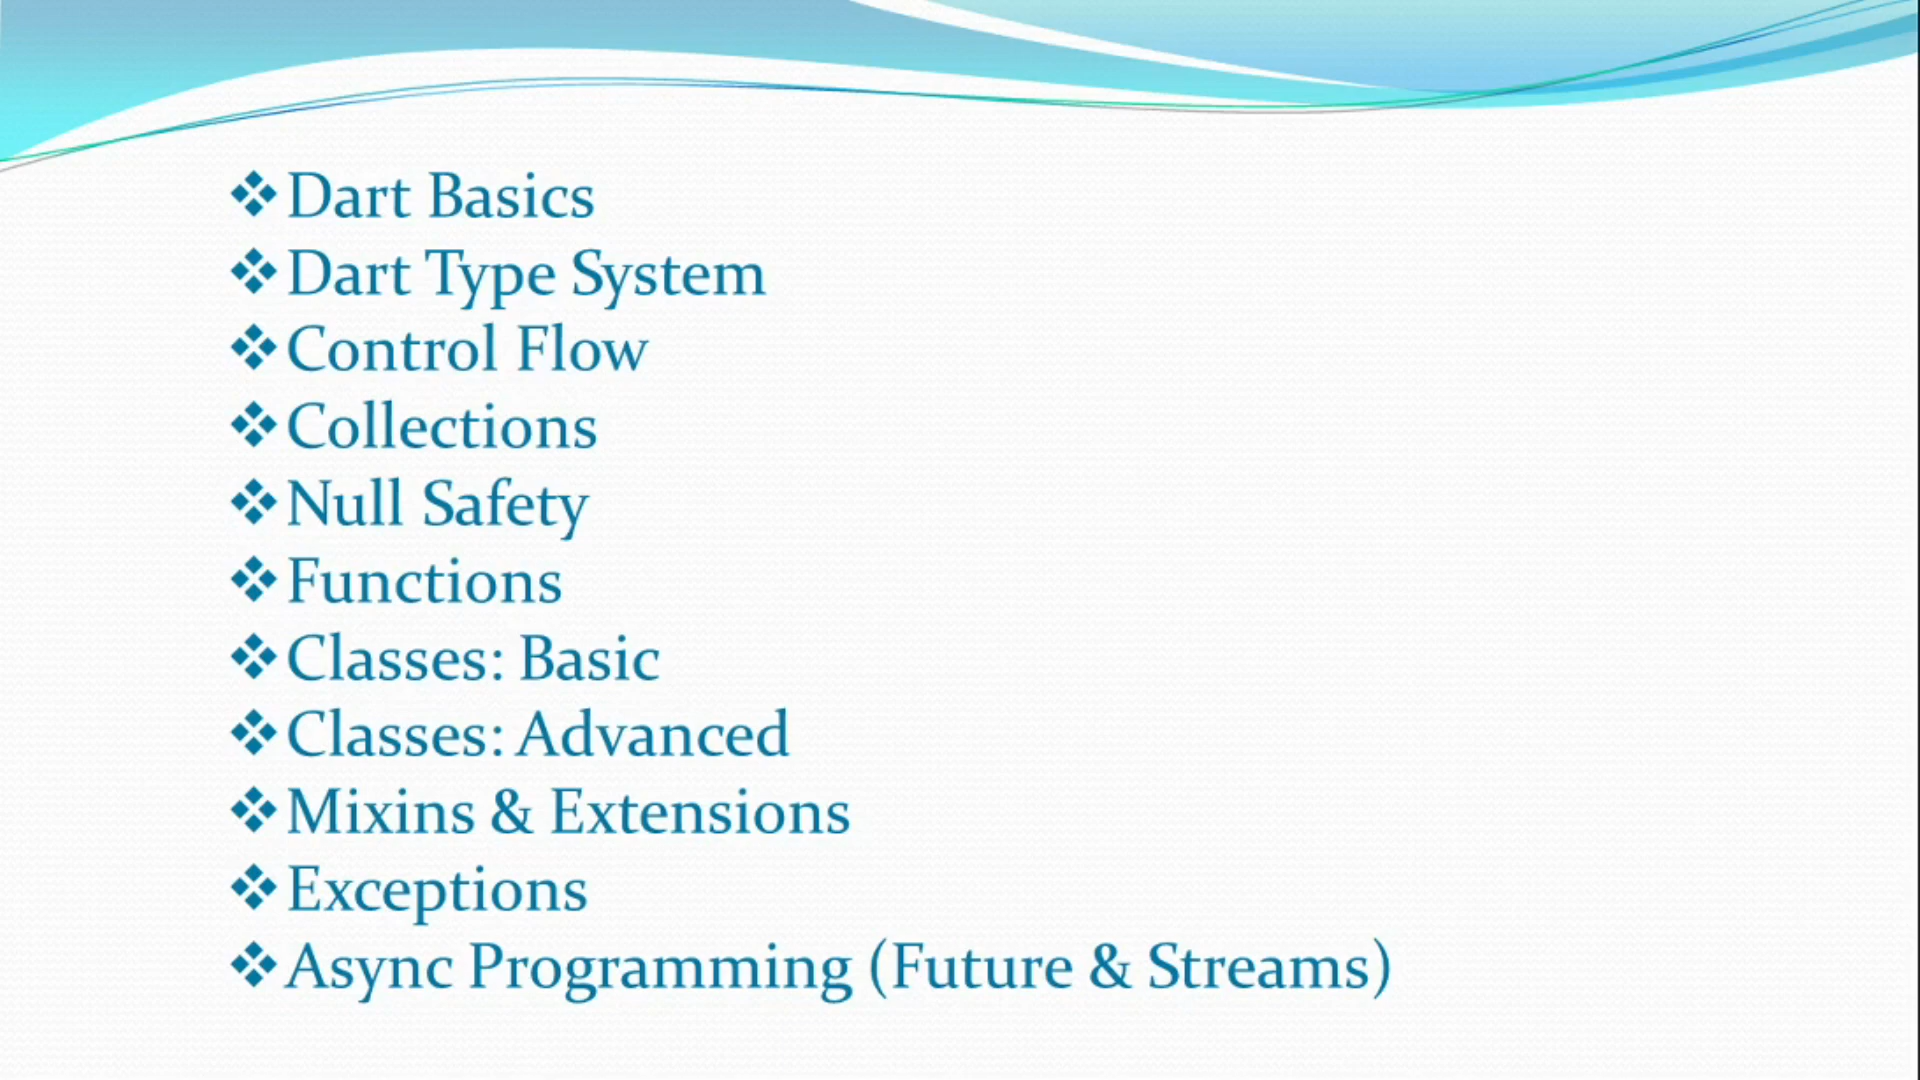 ❖Dart Basics
❖Dart Type System
❖Control Flow
❖Collections
❖Null Safety
❖Functions
❖Classes: Basic
❖Classes: Advanced
❖Mixins & Extensions
❖Exceptions
❖Async Programming (Future & Streams)